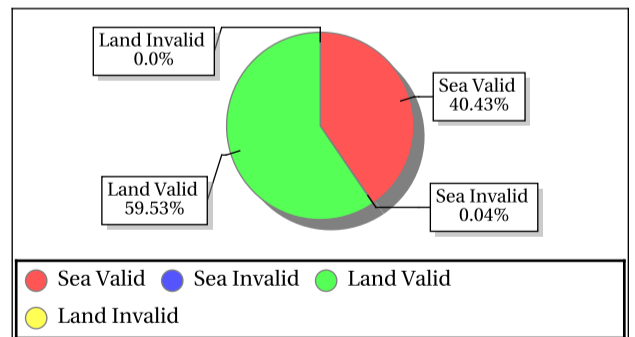 Land Invalid
0.0%
Sea Valid
40.43%
Land Valid
59.53%
Sea Invalid
0.04%
Sea Valid Sea Invalid Land Valid
Land Invalid